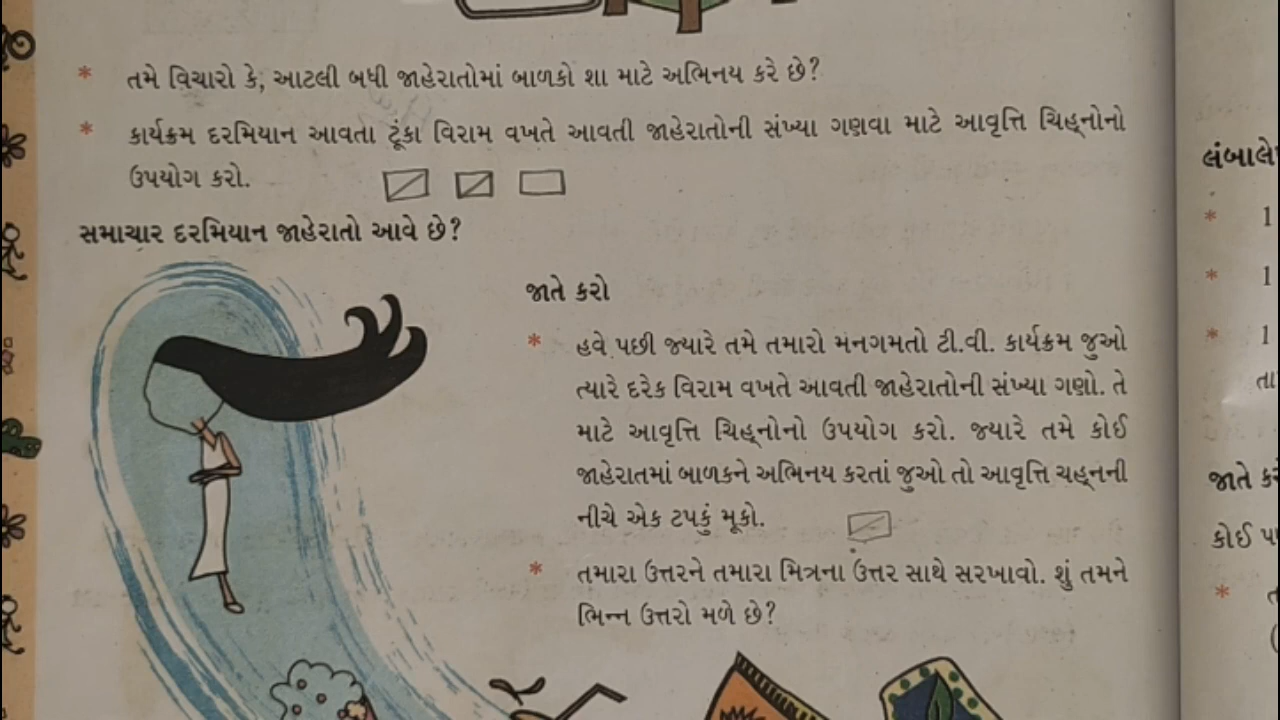 * તમે વિચારો કે, આટલી બધી જાહેરાતોમાં બાળકો શા માટે અભિનય કરે છે?
* કાર્યક્રમ દરમિયાન આવતા ટૂંકા વિરામ વખતે આવતી જાહેરાતોની સંખ્યા ગણવા માટે આવૃત્તિ ચિહ્નોનો
ઉપયોગ કરો.
સમાચાર દરમિયાન જાહેરાતો આવે છે?
જાતે કરો
* હવે પછી જ્યારે તમે તમારો મનગમતો ટી.વી. કાર્યક્રમ જુઓ
ત્યારે દરેક વિરામ વખતે આવતી જાહેરાતોની સંખ્યા ગણો. તે
માટે આવૃત્તિ ચિહ્નોનો ઉપયોગ કરો. જ્યારે તમે કોઈ
જાહેરાતમાં બાળકને અભિનય કરતાં જુઓ તો આવૃત્તિ ચહ્નની
નીચે એક ટપકું મૂકો.
* તમારા ઉત્તરને તમારા મિત્રના ઉત્તર સાથે સરખાવો. શું તમને
ભિન્ન ઉત્તરો મળે છે?
* 1
* 1
* 1
જાતે
કોઈ